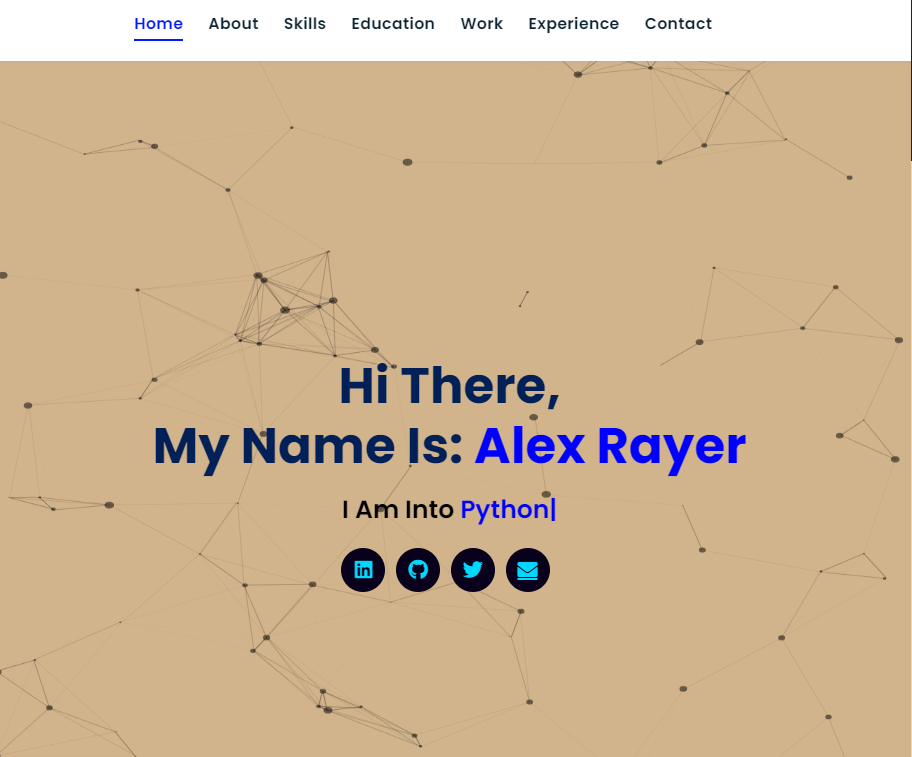 Home About Skills Education Work Experience Contact
Hi There,
My Name Is: Alex Rayer
I Am Into Python|